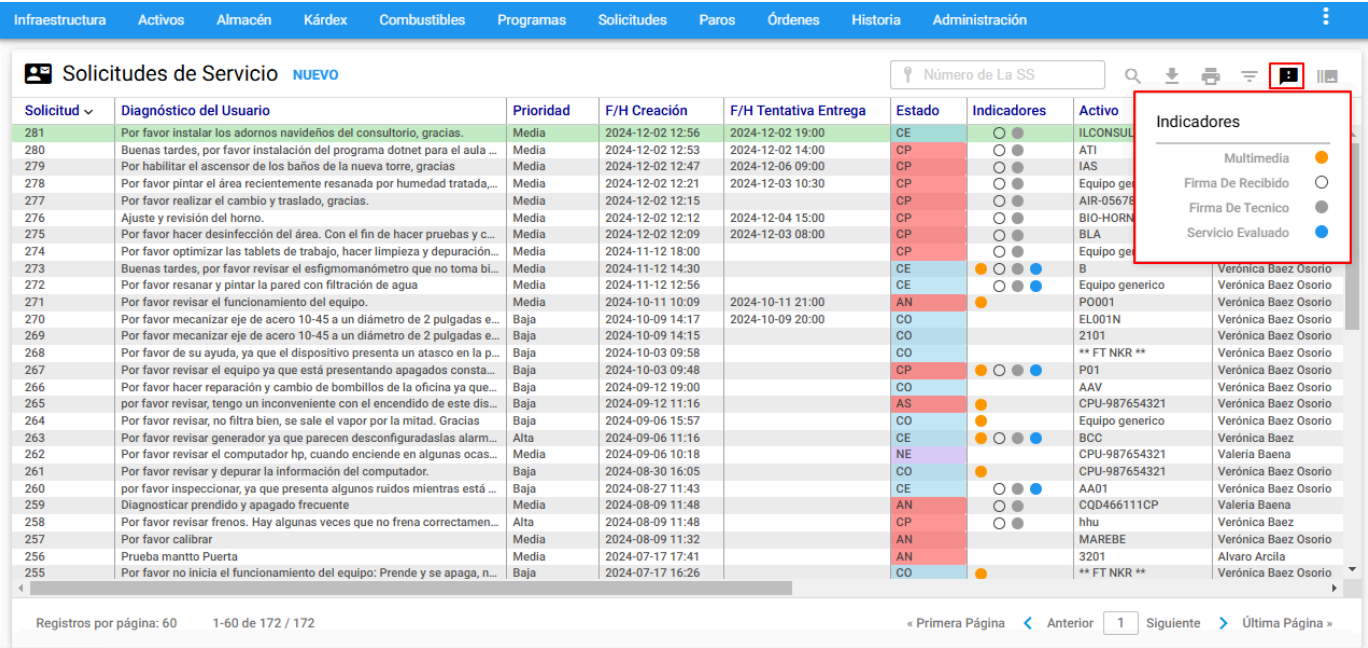 Infraestructura Activos Almacén Kárdex Combustibles Programas Solicitudes Paros Órdenes Historia Administración
Solicitudes de Servicio NUEVO Número de La SS
Solicitud Diagnóstico del Usuario Prioridad F/H Creación F/H Tentativa Entrega Estado Indicadores Activo
Indicadores
Multimedia
Firma De Recibido
Firma De Tecnico
Servicio Evaluado
281 Por favor instalar los adornos navideños del consultorio, gracias. Media 2024-12-02 12:56 2024-12-02 19:00 CE ILCONSUL
280 Buenas tardes, por favor instalación del programa dotnet para el aula ... Media 2024-12-02 12:53 2024-12-02 14:00 CP ATI
279 Por habilitar el ascensor de los baños de la nueva torre, gracias Media 2024-12-02 12:47 2024-12-06 09:00 CP IAS
278 Por favor pintar el área recientemente resanada por humedad tratada,... Media 2024-12-02 12:21 2024-12-03 10:30 CP Equipo ger
277 Por favor realizar el cambio y traslado, gracias. Media 2024-12-02 12:15 CP AIR-05678
276 Ajuste y revisión del horno. Media 2024-12-02 12:12 2024-12-04 15:00 CP BIO-HORN
275 Por favor hacer desinfección del área. Con el fin de hacer pruebas y c... Media 2024-12-02 12:09 2024-12-03 08:00 CP BLA
274 Por favor optimizar las tablets de trabajo, hacer limpieza y depuración... Media 2024-11-12 18:00 CP Equipo ger
273 Buenas tardes, por favor revisar el esfigmomanómetro que no toma bi... Media 2024-11-12 14:30 CE B Verónica Baez Osorio
272 Por favor resanar y pintar la pared con filtración de agua Media 2024-11-12 12:56 CE Equipo generico Verónica Baez Osorio
271 Por favor revisar el funcionamiento del equipo. Media 2024-10-11 10:09 2024-10-11 21:00 AN PO001 Verónica Baez Osorio
270 Por favor mecanizar eje de acero 10-45 a un diámetro de 2 pulgadas e... Baja 2024-10-09 14:17 2024-10-09 20:00 CO EL001N Verónica Baez Osorio
269 Por favor mecanizar eje de acero 10-45 a un diámetro de 2 pulgadas e... Baja 2024-10-09 14:15 CO 2101 Verónica Baez Osorio
268 Por favor de su ayuda, ya que el dispositivo presenta un atasco en la p... Baja 2024-10-03 09:58 CO ** FT NKR ** Verónica Baez Osorio
267 Por favor revisar el equipo ya que está presentando apagados consta... Baja 2024-10-03 09:48 CP P01 Verónica Baez Osorio
266 Por favor hacer reparación y cambio de bombillos de la oficina ya que... Baja 2024-09-12 19:00 CO AAV Verónica Baez Osorio
265 por favor revisar, tengo un inconveniente con el encendido de este dis... Baja 2024-09-12 11:16 AS CPU-987654321 Verónica Baez Osorio
264 Por favor revisar, no filtra bien, se sale el vapor por la mitad. Gracias Baja 2024-09-06 15:57 CO Equipo generico Verónica Baez Osorio
263 Por favor revisar generador ya que parecen desconfiguradaslas alarm... Alta 2024-09-06 11:16 CE BCC Verónica Baez
262 Por favor revisar el computador hp, cuando enciende en algunas ocas... Media 2024-09-06 10:18 NE CPU-987654321 Valeria Baena
261 Por favor revisar y depurar la información del computador. Baja 2024-08-30 16:05 CO CPU-987654321 Verónica Baez Osorio
260 por favor inspeccionar, ya que presenta algunos ruidos mientras está ... Baja 2024-08-27 11:43 CE AA01 Verónica Baez Osorio
259 Diagnosticar prendido y apagado frecuente Media 2024-08-09 11:48 AN CQD466111CP Valeria Baena
258 Por favor revisar frenos. Hay algunas veces que no frena correctamen... Alta 2024-08-09 11:48 CP hhu Verónica Baez
257 Por favor calibrar Media 2024-08-09 11:32 AN MAREBE Verónica Baez Osorio
256 Prueba mantto Puerta Media 2024-07-17 17:41 AN 3201 Alvaro Arcila
255 Por favor no inicia el funcionamiento del equipo: Prende y se apaga, n... Baja 2024-07-17 16:26 CO ** FT NKR ** Verónica Baez Osorio
Registros por página: 60 1-60 de 172 / 172 « Primera Página Anterior 1 Siguiente Última Página »